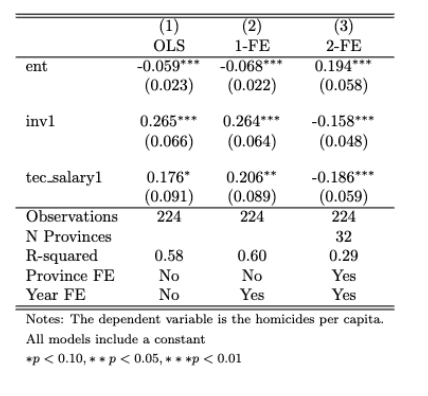 (1) (2) (3)
OLS 1-FE 2-FE
ent -0.059*** -0.068*** 0.194***
(0.023) (0.022) (0.058)
inv1 0.265*** 0.264*** -0.158***
(0.066) (0.064) (0.048)
tec_salary1 0.176* 0.206** -0.186***
(0.091) (0.089) (0.059)
Observations 224 224 224
N Provinces 32
R-squared 0.58 0.60 0.29
Province FE No No Yes
Year FE No Yes Yes
Notes: The dependent variable is the homicides per capita.
All models include a constant
*p < 0.10, * * p < 0.05, * * *p < 0.01